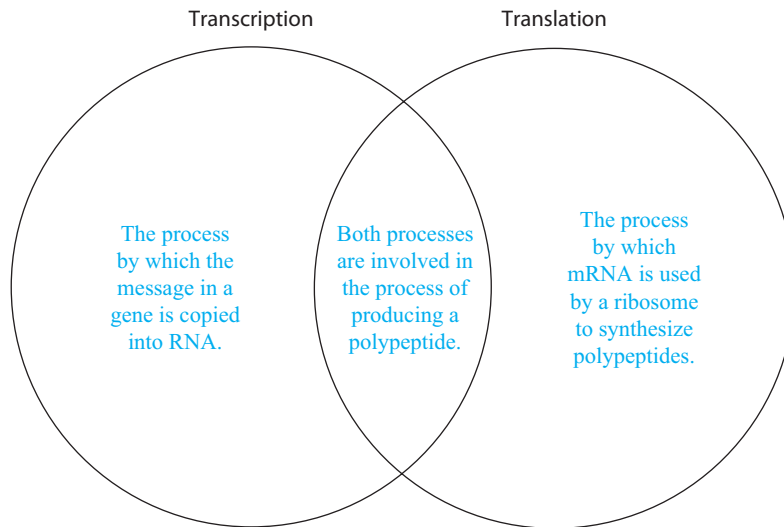 Transcription
Translation
The process
by which the
message in a
gene is copied
into RNA.
Both processes
are involved in
the process of
producing a
polypeptide.
The process
by which
mRNA is used
by a ribosome
to synthesize
polypeptides.